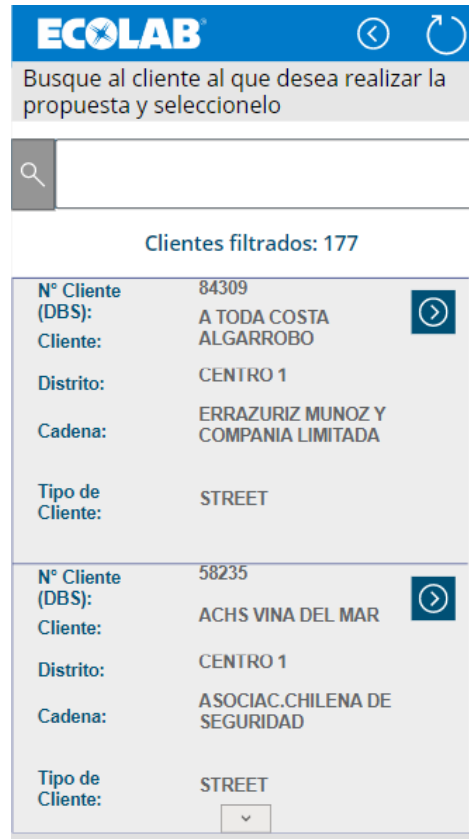 ECOLAB®
Busque al cliente al que desea realizar la
propuesta y seleccionelo
Clientes filtrados: 177
N° Cliente
(DBS):
84309
Cliente:
A TODA COSTA
ALGARROBO
Distrito:
CENTRO 1
Cadena:
ERRAZURIZ MUNOZ Y
COMPANIA LIMITADA
Tipo de
Cliente:
STREET
N° Cliente
(DBS):
58235
Cliente:
ACHS VINA DEL MAR
Distrito:
CENTRO 1
Cadena:
ASOCIAC.CHILENA DE
SEGURIDAD
Tipo de
Cliente:
STREET